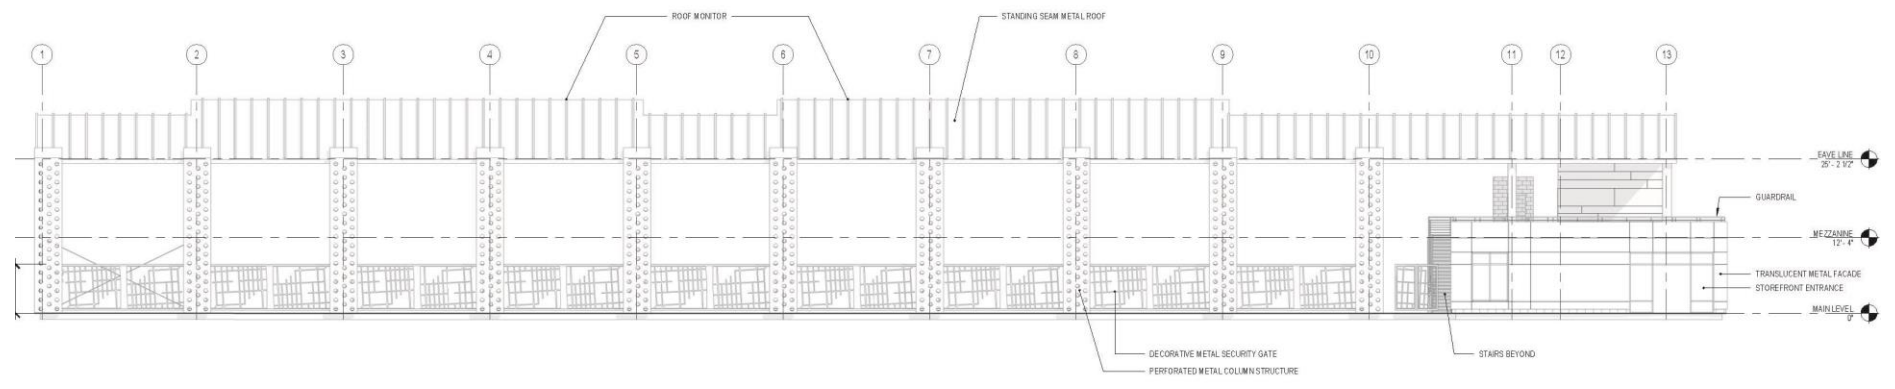 ROOF MONITOR
STANDING SEAM METAL ROOF
1 2 3 4 5 6 7 8 9 10 11 12 13
EAVE LINE
25' - 2 1/2"
GUARDRAIL
MEZZANINE
12' - 4"
TRANSLUCENT METAL FACADE
STOREFRONT ENTRANCE
MAIN LEVEL
0"
DECORATIVE METAL SECURITY GATE
STAIRS BEYOND
PERFORATED METAL COLUMN STRUCTURE